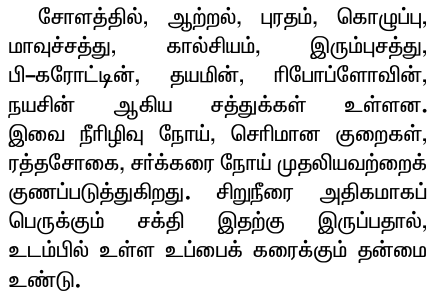 சோளத்தில், ஆற்றல், புரதம், கொழுப்பு,
மாவுச்சத்து, கால்சியம், இரும்புசத்து,
பி-கரோட்டின், தயமின், ரிபோப்ளோவின்,
நயசின் ஆகிய சத்துக்கள் உள்ளன.
இவை நீரிழிவு நோய், செரிமான குறைகள்,
ரத்தசோகை, சர்க்கரை நோய் முதலியவற்றைக்
குணப்படுத்துகிறது. சிறுநீரை அதிகமாகப்
பெருக்கும் சக்தி இதற்கு இருப்பதால்,
உடம்பில் உள்ள உப்பைக் கரைக்கும் தன்மை
உண்டு.